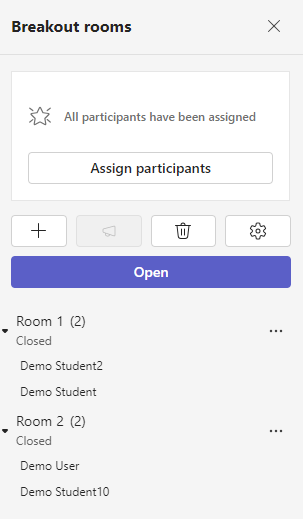 Breakout rooms
All participants have been assigned
Assign participants
Open
Room 1 (2)
Closed
Demo Student2
Demo Student
Room 2 (2)
Closed
Demo User
Demo Student10